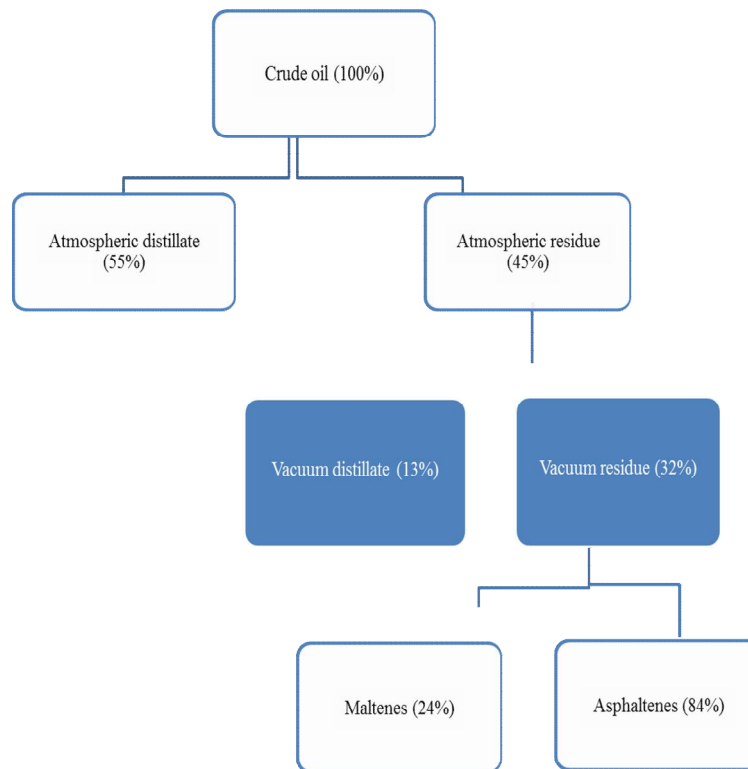 Crude oil (100%)
Atmospheric distillate
(55%)
Atmospheric residue
(45%)
Vacuum distillate (13%)
Vacuum residue (32%)
Maltenes (24%)
Asphaltenes (84%)